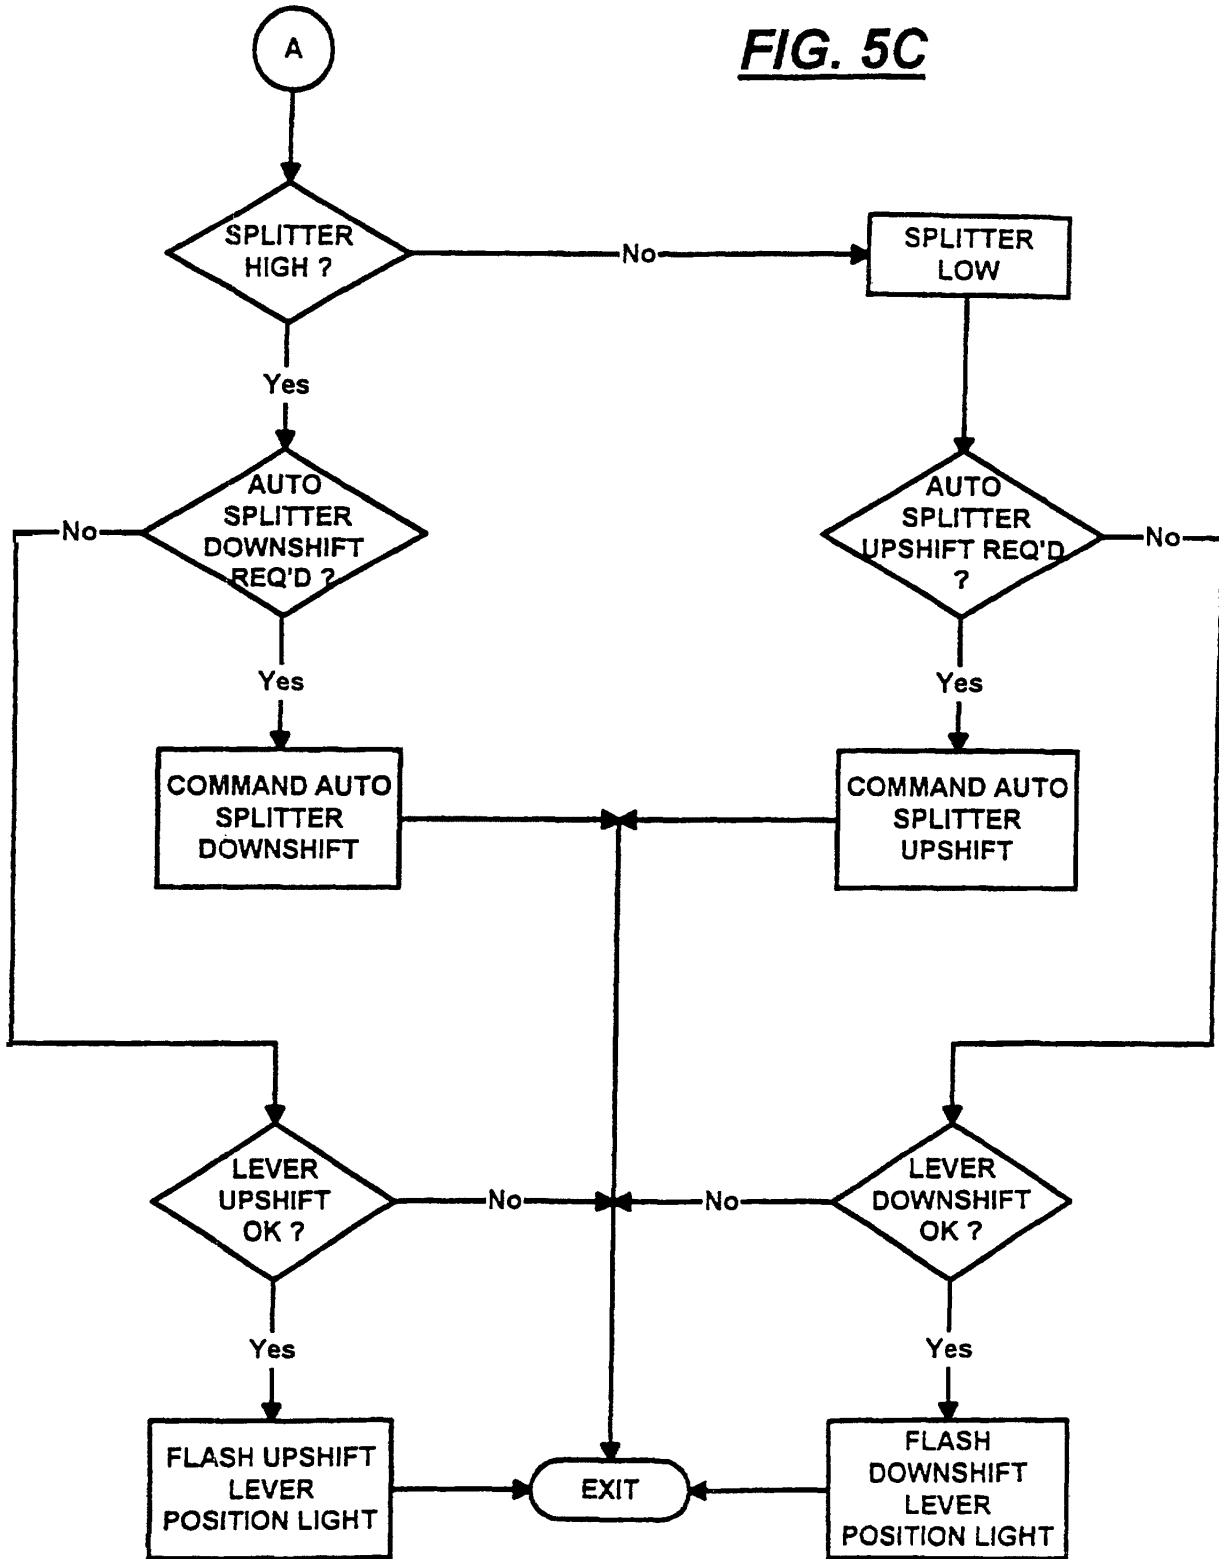 FIG. 5C
A
SPLITTER
HIGH ?
No
SPLITTER
LOW
Yes
AUTO
SPLITTER
DOWNSHIFT
REQ'D ?
No
AUTO
SPLITTER
UPSHIFT REQ'D
?
No
Yes
Yes
COMMAND AUTO
SPLITTER
DOWNSHIFT
COMMAND AUTO
SPLITTER
UPSHIFT
LEVER
UPSHIFT
OK ?
No
No
LEVER
DOWNSHIFT
OK ?
Yes
Yes
FLASH UPSHIFT
LEVER
POSITION LIGHT
EXIT
FLASH
DOWNSHIFT
LEVER
POSITION LIGHT